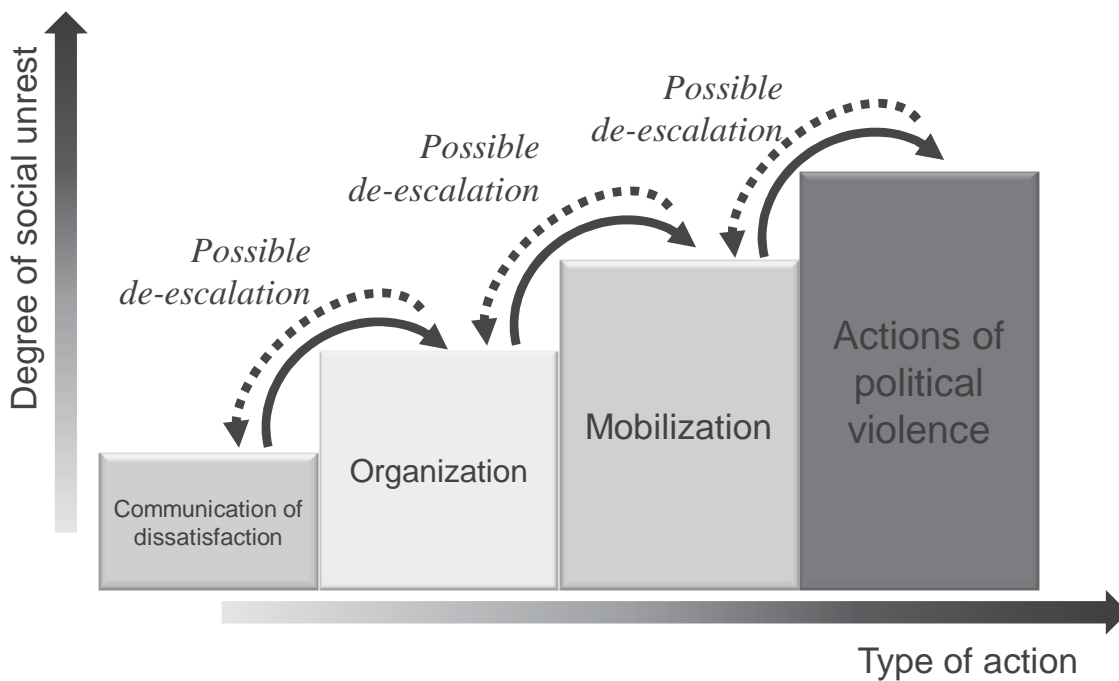 Degree of social unrest
Possible
de-escalation
Possible
de-escalation
Possible
de-escalation
Communication of
dissatisfaction
Organization
Mobilization
Actions of
political
violence
Type of action